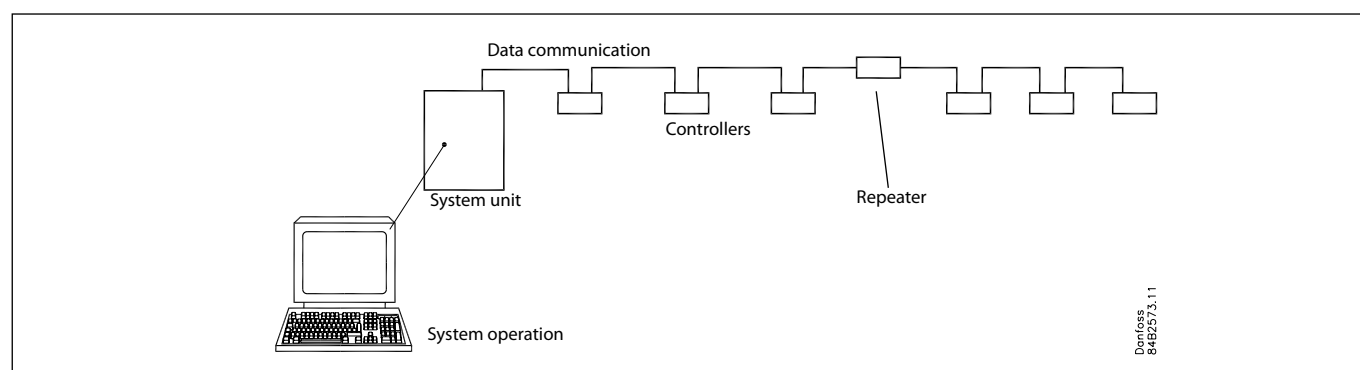 Data communication
Controllers
System unit
Repeater
System operation
Danfoss
84B2573.11